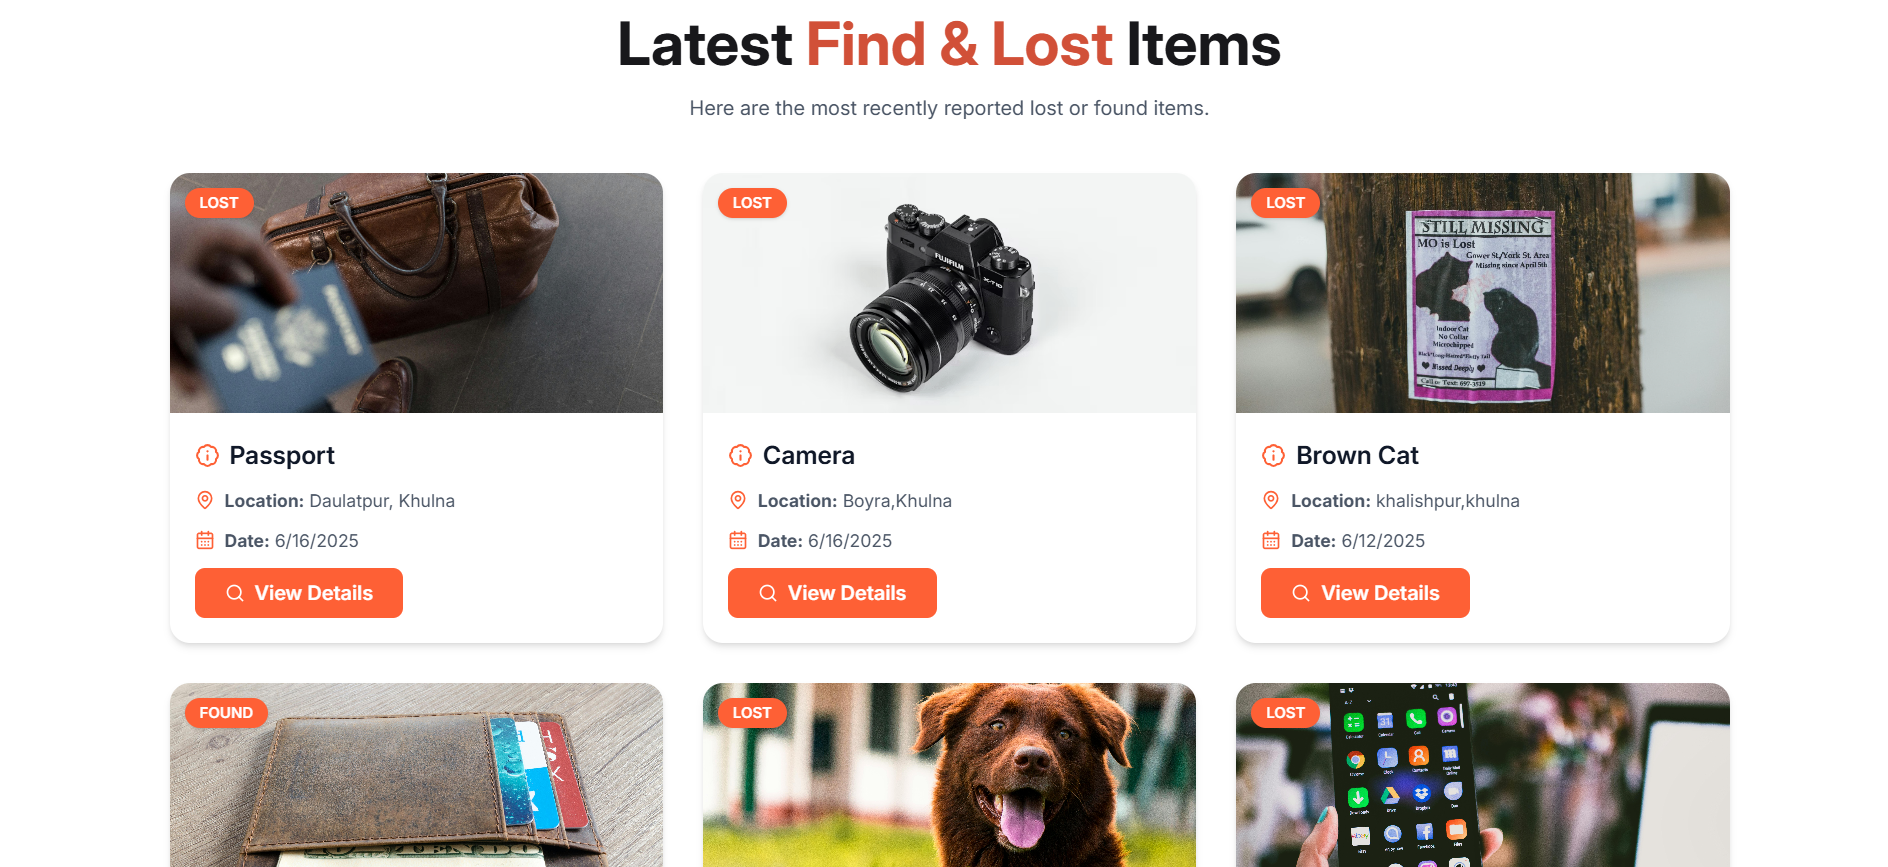 Latest Find & Lost Items
Here are the most recently reported lost or found items.
LOST
Passport
Location: Daulatpur, Khulna
Date: 6/16/2025
View Details
LOST
FUJIFILM
X-T10
Camera
Location: Boyra,Khulna
Date: 6/16/2025
View Details
LOST
STILL MISSING
MO is Lost
Gower St./York St. Area
Missing since April 5th
Indoor Cat
No Collar
Microchipped
Missed Deeply
Call or Text: 697-3519
Brown Cat
Location: khalishpur,khulna
Date: 6/12/2025
View Details
FOUND
LOST
LOST